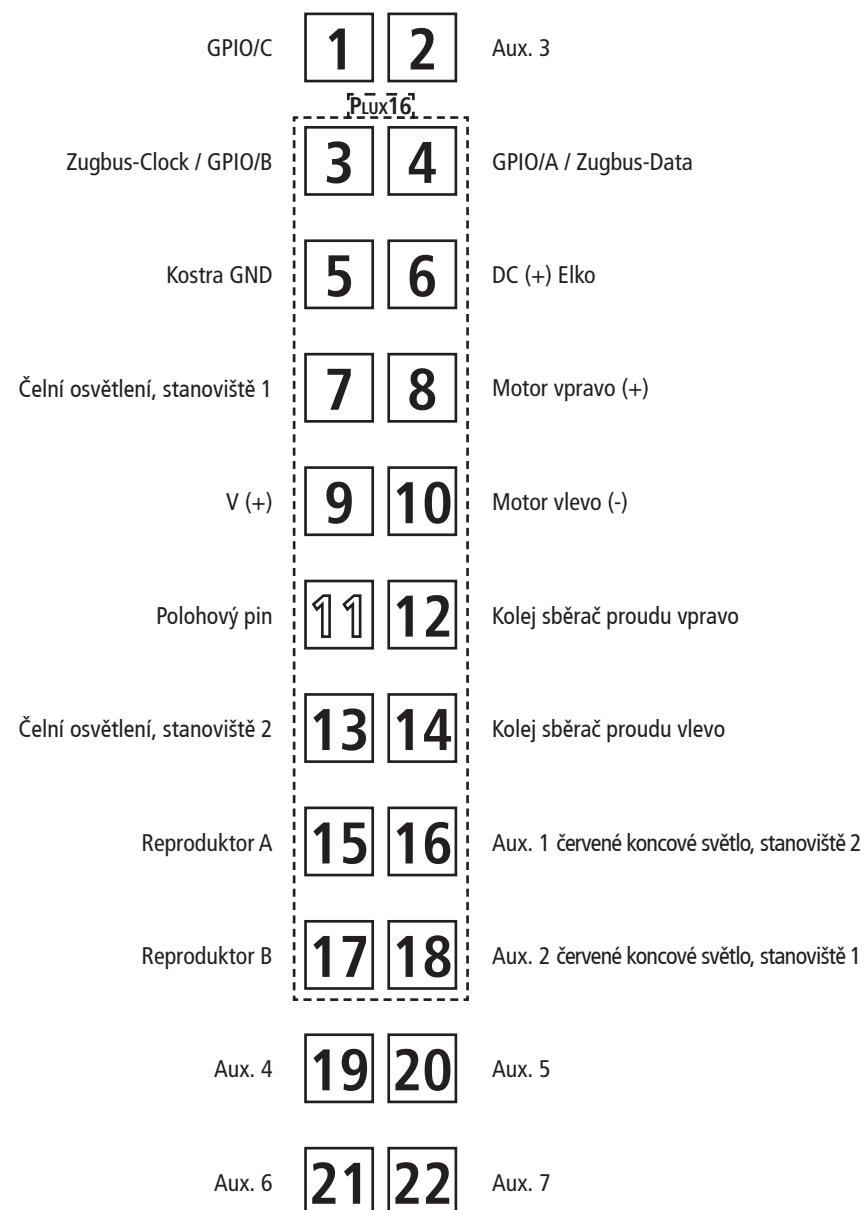 GPIO/C 1 2 Aux. 3
PLUX16
Zugbus-Clock / GPIO/B 3 4 GPIO/A / Zugbus-Data
Kostra GND 5 6 DC (+) Elko
Čelní osvětlení, stanoviště 1 7 8 Motor vpravo (+)
V (+) 9 10 Motor vlevo (-)
Polohový pin 11 12 Kolej sběrač proudu vpravo
Čelní osvětlení, stanoviště 2 13 14 Kolej sběrač proudu vlevo
Reproduktor A 15 16 Aux. 1 červené koncové světlo, stanoviště 2
Reproduktor B 17 18 Aux. 2 červené koncové světlo, stanoviště 1
Aux. 4 19 20 Aux. 5
Aux. 6 21 22 Aux. 7